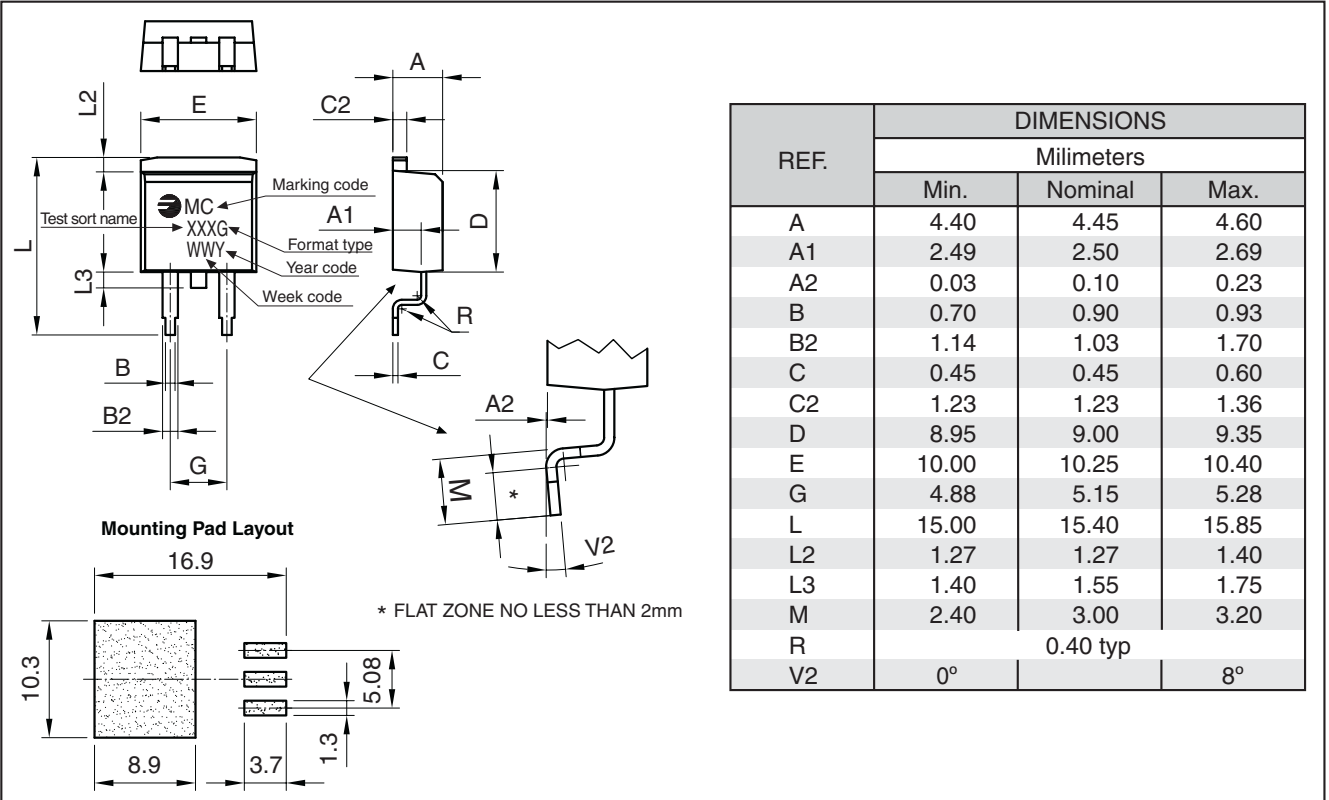 A
L2
E
C2
Marking code
MC
Test sort name
XXXG
A1
D
L
Format type
WWY
Year code
L3
Week code
R
B
C
A2
B2
G
M
*
V2
Mounting Pad Layout
16.9
* FLAT ZONE NO LESS THAN 2mm
10.3
5.08
1.3
8.9
3.7
REF. DIMENSIONS
Milimeters
Min. Nominal Max.
A 4.40 4.45 4.60
A1 2.49 2.50 2.69
A2 0.03 0.10 0.23
B 0.70 0.90 0.93
B2 1.14 1.03 1.70
C 0.45 0.45 0.60
C2 1.23 1.23 1.36
D 8.95 9.00 9.35
E 10.00 10.25 10.40
G 4.88 5.15 5.28
L 15.00 15.40 15.85
L2 1.27 1.27 1.40
L3 1.40 1.55 1.75
M 2.40 3.00 3.20
R 0.40 typ
V2 0º 8º